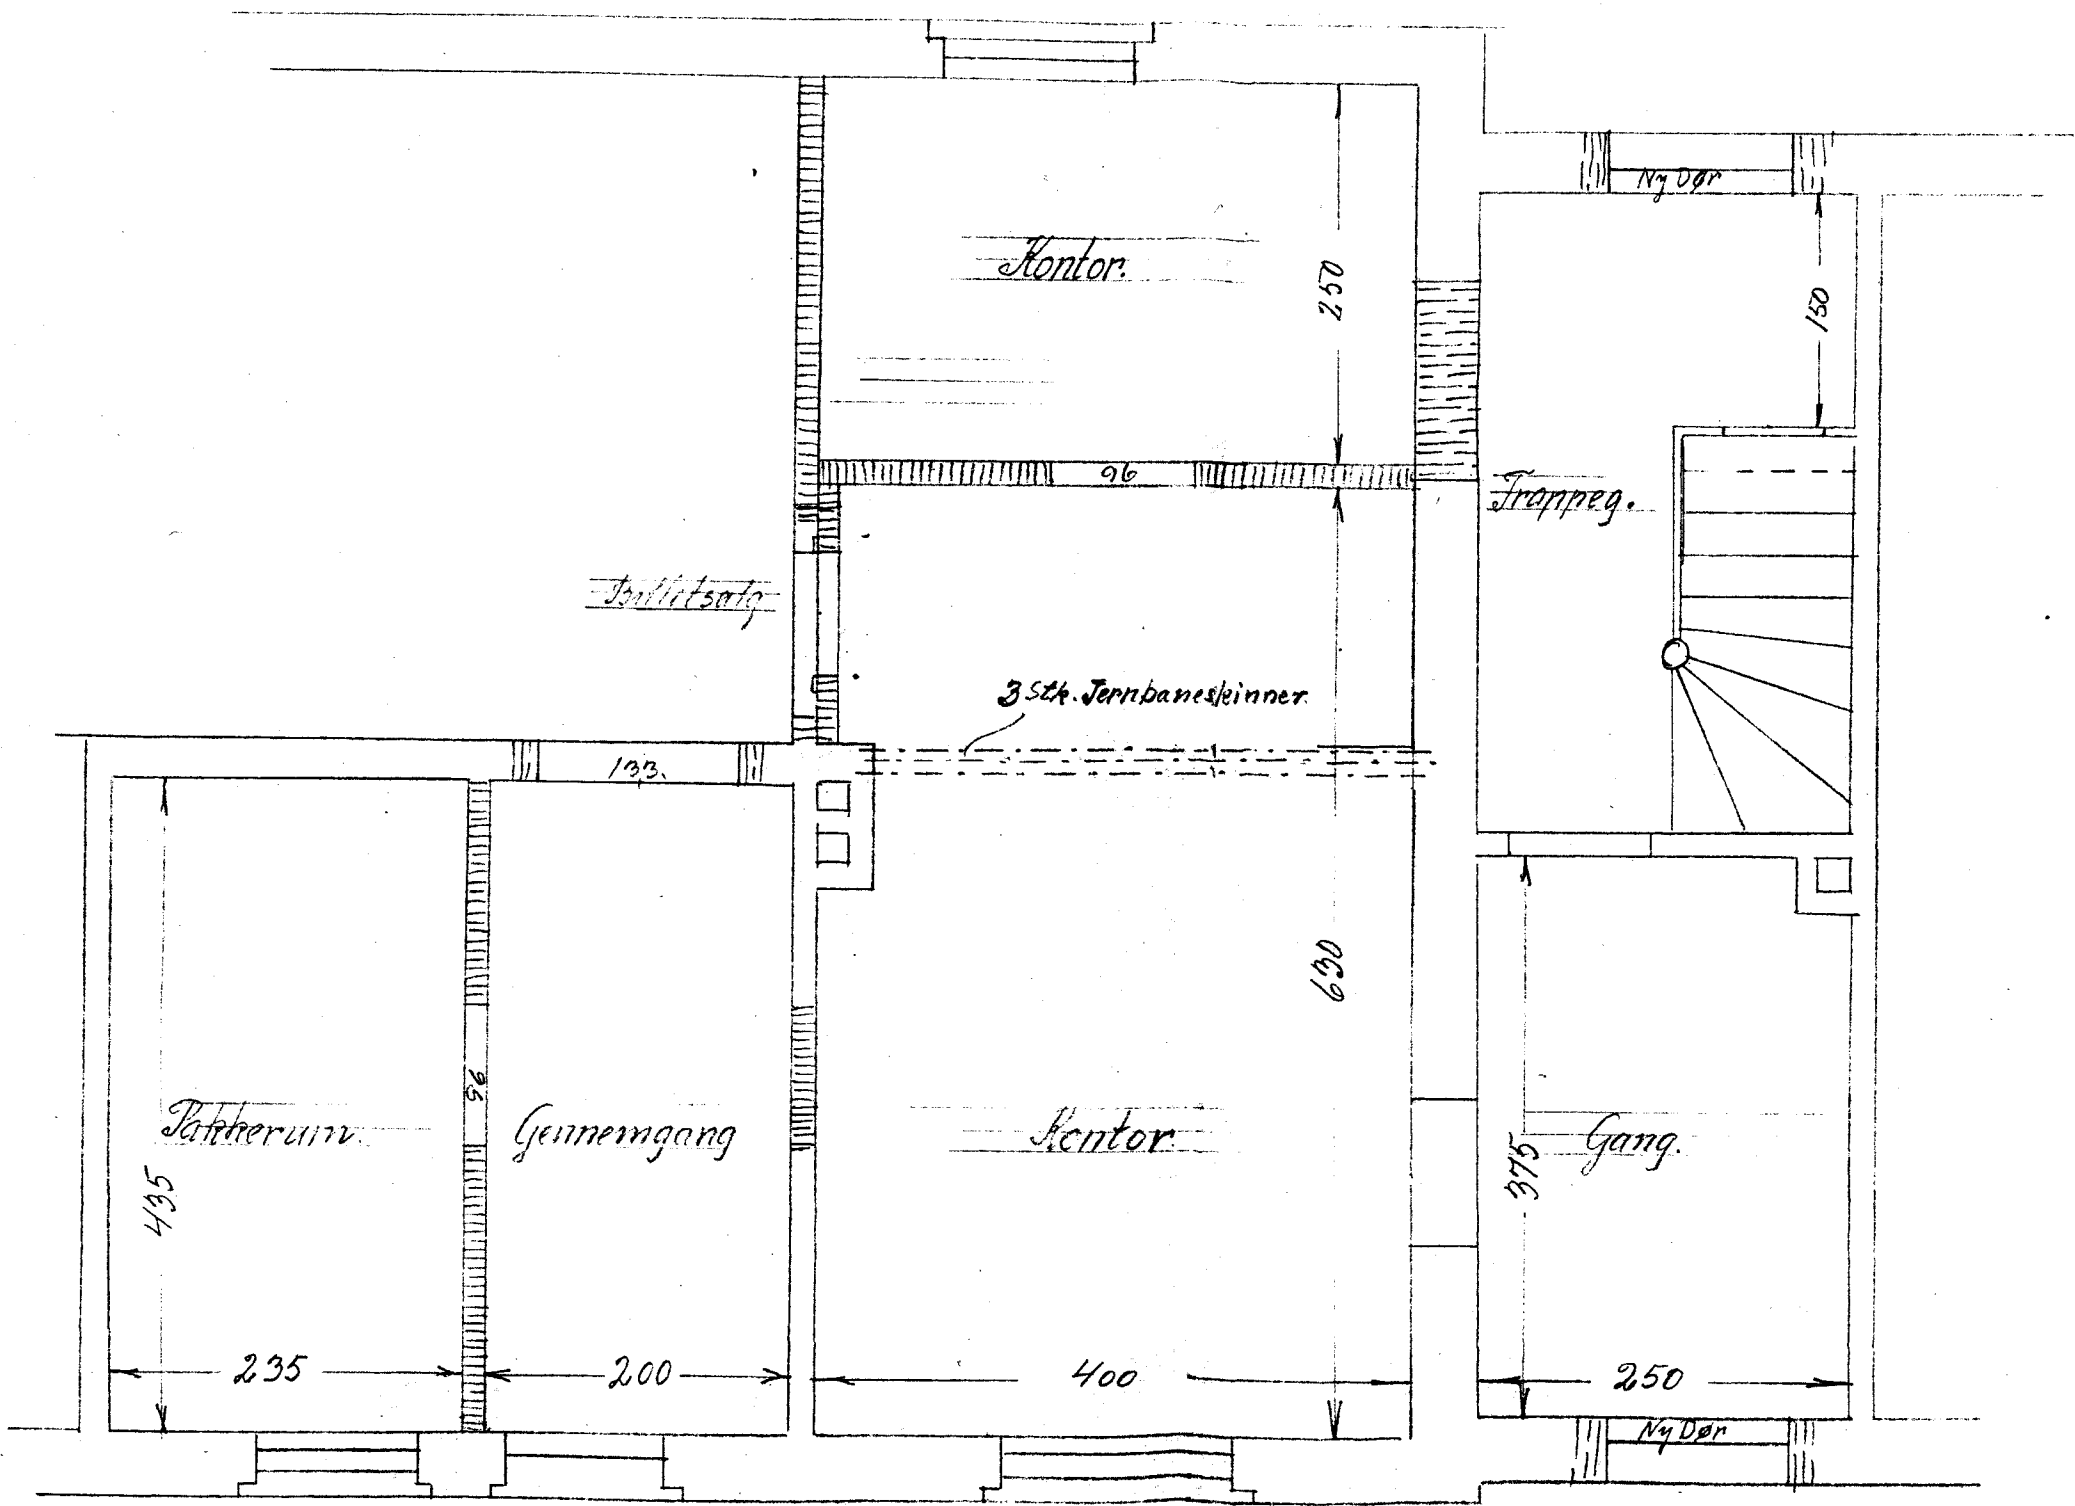 Ny Dør
Kontor.
250
150
96
Trappeg.
Billetsalg
3 Stk. Jernbaneskinner.
133.
630
96
Pakkerum.
Gennemgang
Kontor
Gang.
435
375
235
200
400
250
Ny Dør